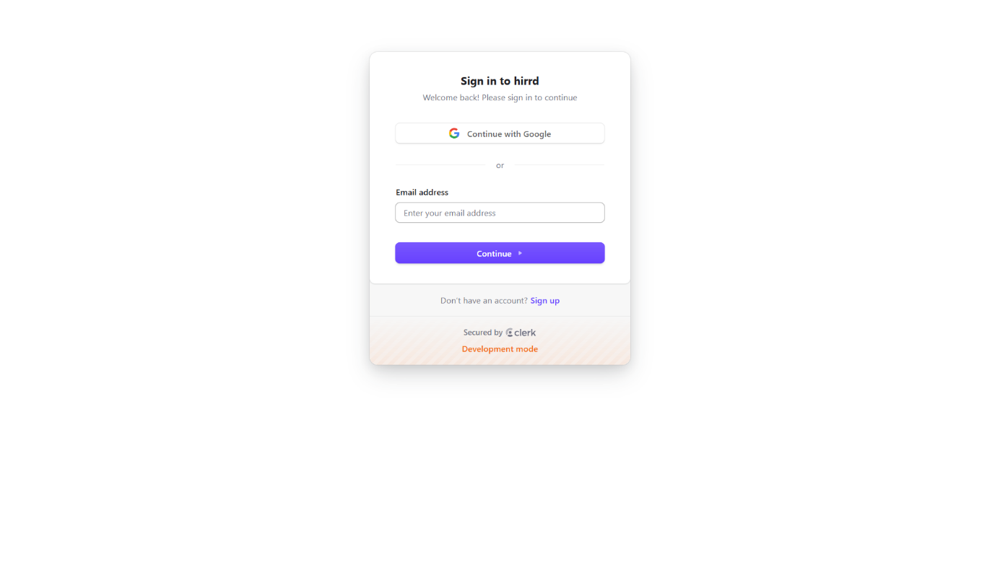 Sign in to hirrd
Welcome back! Please sign in to continue
Continue with Google
or
Email address
Enter your email address
Continue
Don't have an account? Sign up
Secured by clerk
Development mode